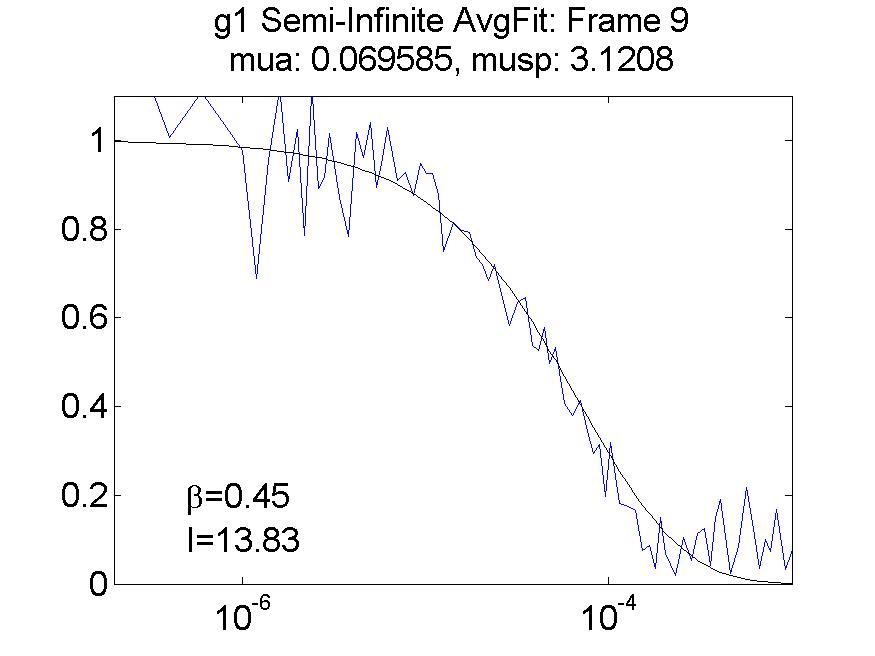 g1 Semi-Infinite AvgFit: Frame 9
mua: 0.069585, musp: 3.1208
1
0.8
0.6
0.4
0.2
0
β=0.45
I=13.83
10^-6 10^-4